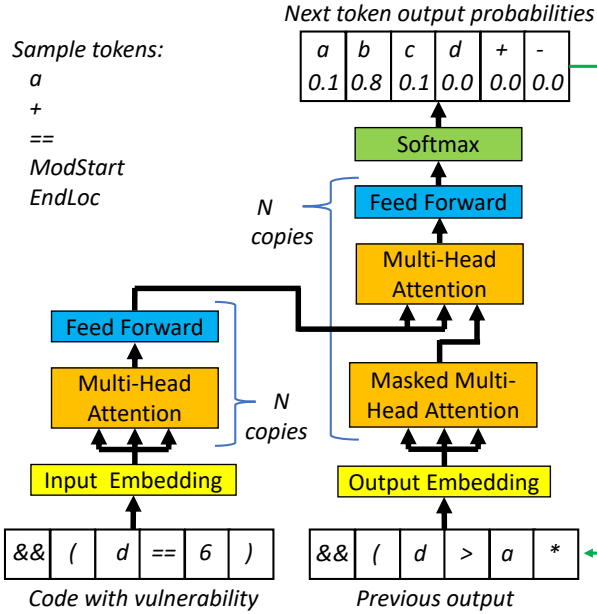 Next token output probabilities
Sample tokens:
a
+
==
ModStart
EndLoc
a b c d + -
0.1 0.8 0.1 0.0 0.0 0.0
Softmax
Feed Forward
N
copies
Multi-Head
Attention
Feed Forward
Multi-Head
Attention
N
copies
Masked Multi-
Head Attention
Input Embedding
Output Embedding
&& ( d == 6 )
&& ( d > a *
Code with vulnerability
Previous output